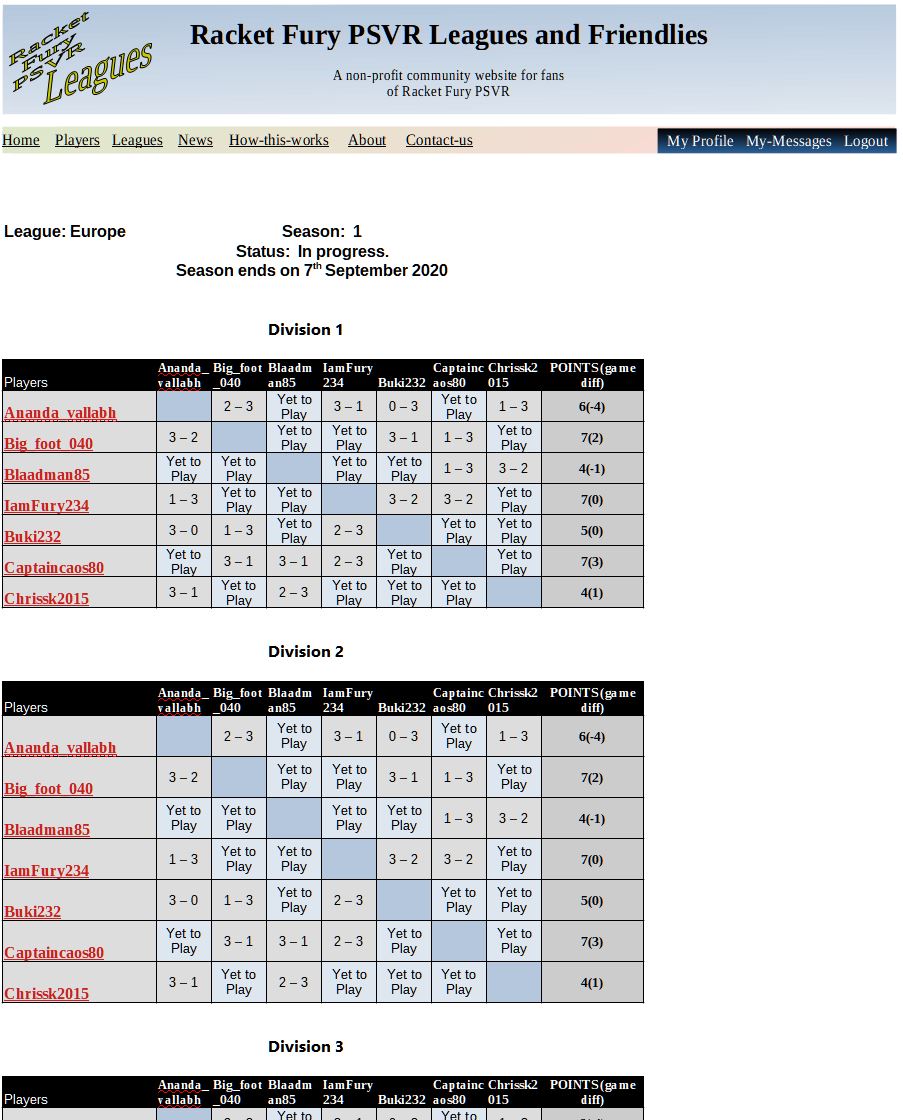 Racket
Fury
PSVR
Leagues
Racket Fury PSVR Leagues and Friendlies
A non-profit community website for fans
of Racket Fury PSVR
Home Players Leagues News How-this-works About Contact-us My Profile My-Messages Logout
League: Europe Season: 1
Status: In progress.
Season ends on 7th September 2020
Division 1
Players Ananda_vallabh Big_foot_040 Blaadman85 IamFury234 Buki232 Captaincaos80 Chrissk2015 POINTS(game diff)
Ananda_vallabh 2 – 3 Yet to Play 3 – 1 0 – 3 Yet to Play 1 – 3 6(-4)
Big_foot_040 3 – 2 Yet to Play Yet to Play 3 – 1 1 – 3 Yet to Play 7(2)
Blaadman85 Yet to Play Yet to Play Yet to Play Yet to Play 1 – 3 3 – 2 4(-1)
IamFury234 1 – 3 Yet to Play Yet to Play 3 – 2 3 – 2 Yet to Play 7(0)
Buki232 3 – 0 1 – 3 Yet to Play 2 – 3 Yet to Play Yet to Play 5(0)
Captaincaos80 Yet to Play 3 – 1 3 – 1 2 – 3 Yet to Play Yet to Play 7(3)
Chrissk2015 3 – 1 Yet to Play 2 – 3 Yet to Play Yet to Play Yet to Play 4(1)
Division 2
Players Ananda_vallabh Big_foot_040 Blaadman85 IamFury234 Buki232 Captaincaos80 Chrissk2015 POINTS(game diff)
Ananda_vallabh 2 – 3 Yet to Play 3 – 1 0 – 3 Yet to Play 1 – 3 6(-4)
Big_foot_040 3 – 2 Yet to Play Yet to Play 3 – 1 1 – 3 Yet to Play 7(2)
Blaadman85 Yet to Play Yet to Play Yet to Play Yet to Play 1 – 3 3 – 2 4(-1)
IamFury234 1 – 3 Yet to Play Yet to Play 3 – 2 3 – 2 Yet to Play 7(0)
Buki232 3 – 0 1 – 3 Yet to Play 2 – 3 Yet to Play Yet to Play 5(0)
Captaincaos80 Yet to Play 3 – 1 3 – 1 2 – 3 Yet to Play Yet to Play 7(3)
Chrissk2015 3 – 1 Yet to Play 2 – 3 Yet to Play Yet to Play Yet to Play 4(1)
Division 3
Players Ananda_vallabh Big_foot_040 Blaadman85 IamFury234 Buki232 Captaincaos80 Chrissk2015 POINTS(game diff)
Yet to Yet to